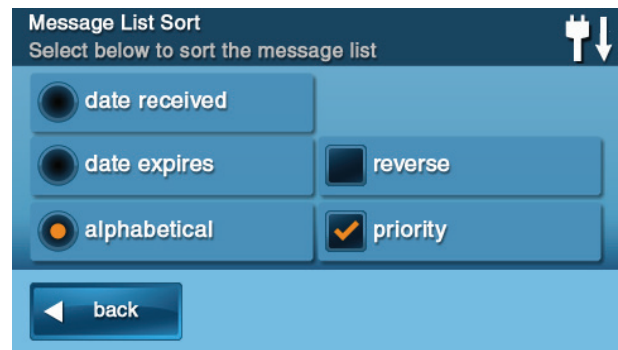 Message List Sort
Select below to sort the message list
date received
date expires
reverse
alphabetical
priority
back